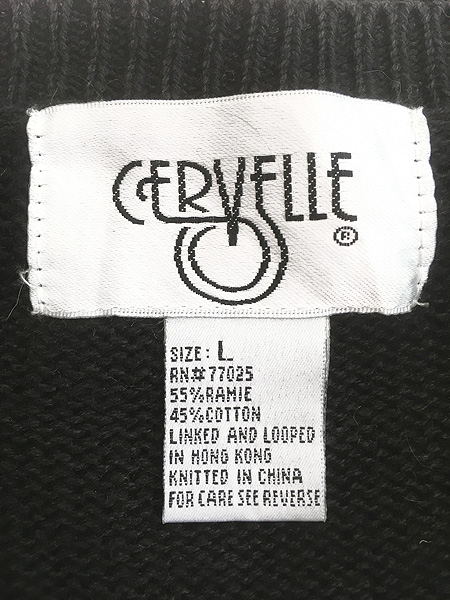 CERVELLE
®
SIZE: L
RN#77025
55%RAMIE
45%COTTON
LINKED AND LOOPED
IN HONG KONG
KNITTED IN CHINA
FOR CARE SEE REVERSE